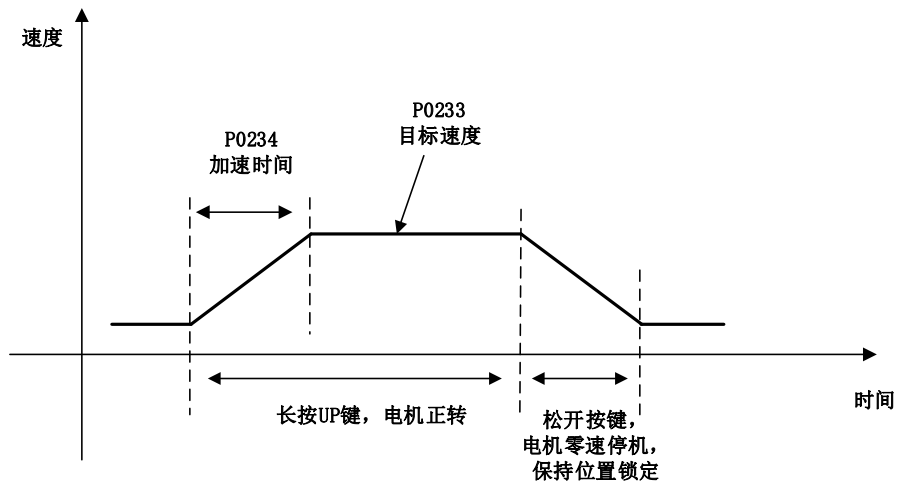 速度
P0233
目标速度
P0234
加速时间
时间
长按UP键，电机正转
松开按键，
电机零速停机，
保持位置锁定